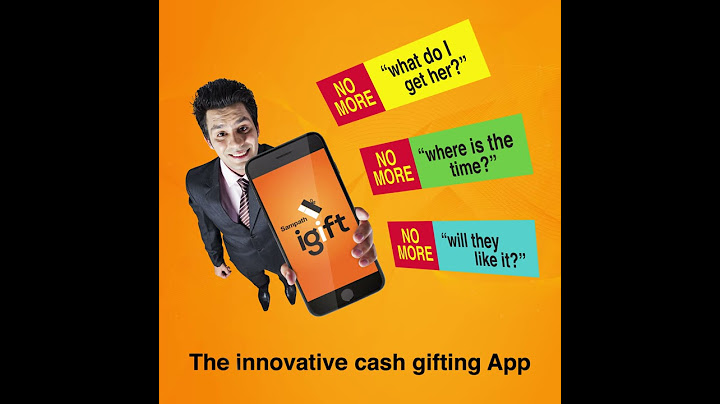 NO
MORE
“what do I
get her?”
NO
MORE
“where is the
time?”
NO
MORE
“will they
like it?”
Sampath
igift
The innovative cash gifting App